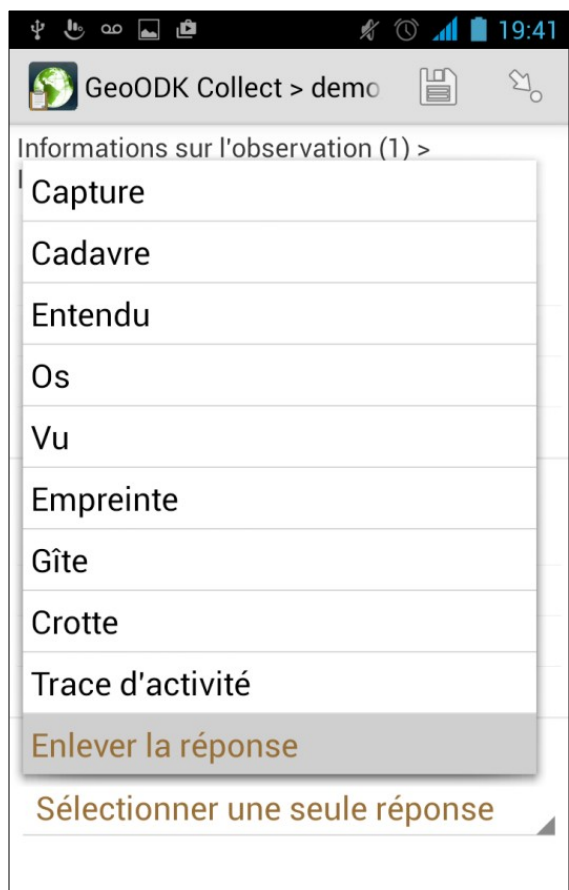 19:41
GeoODK Collect > demo
Informations sur l'observation (1) >
Capture
Cadavre
Entendu
Os
Vu
Empreinte
Gîte
Crotte
Trace d'activité
Enlever la réponse
Sélectionner une seule réponse